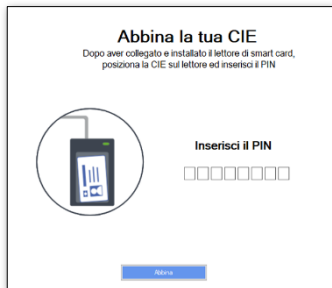 Abbina la tua CIE
Dopo aver collegato e installato il lettore di smart card,
posiziona la CIE sul lettore ed inserisci il PIN
Inserisci il PIN
Abbina